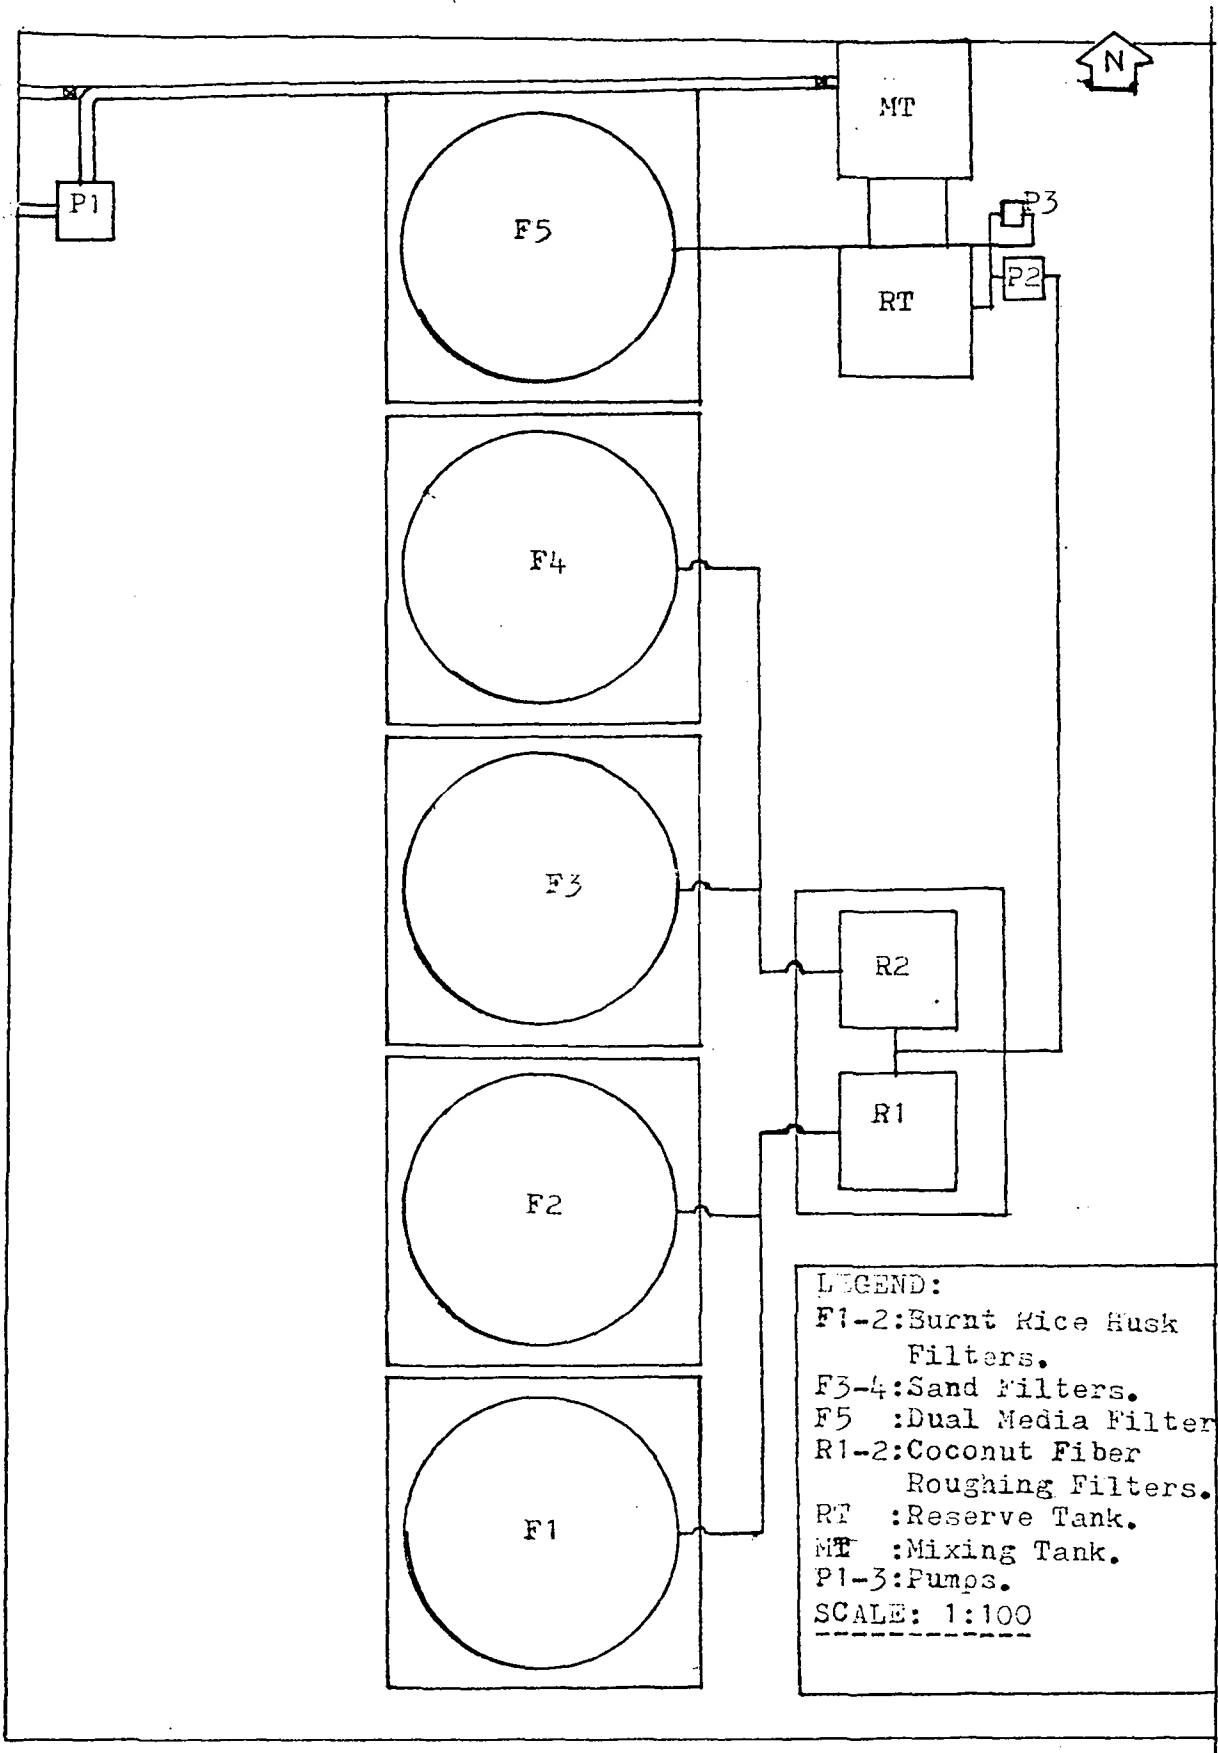 N
MT
P1
P3
F5
P2
RT
F4
F3
R2
R1
F2
F1
LEGEND:
F1-2:Burnt Rice Husk
Filters.
F3-4:Sand Filters.
F5 :Dual Media Filter
R1-2:Coconut Fiber
Roughing Filters.
RT :Reserve Tank.
MT :Mixing Tank.
P1-3:Pumps.
SCALE: 1:100